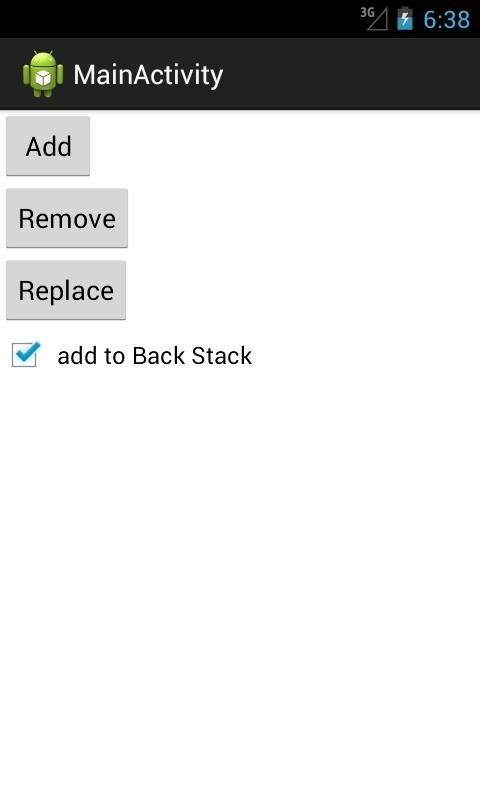 3G 6:38
MainActivity
Add
Remove
Replace
add to Back Stack